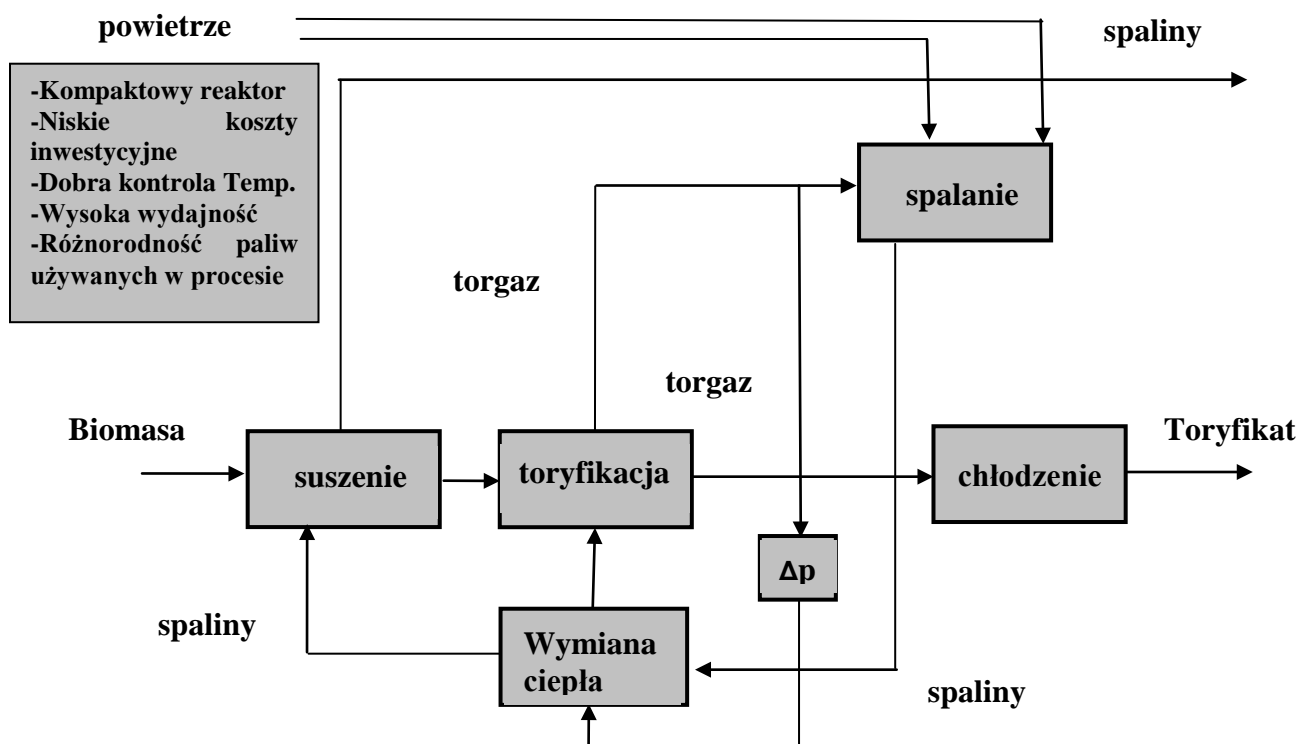 powietrze
spaliny
-Kompaktowy reaktor
-Niskie koszty
inwestycyjne
-Dobra kontrola Temp.
-Wysoka wydajność
-Różnorodność paliw
używanych w procesie
spalanie
torgaz
torgaz
Biomasa
Toryfikat
suszenie
toryfikacja
chłodzenie
Δp
spaliny
Wymiana
ciepła
spaliny